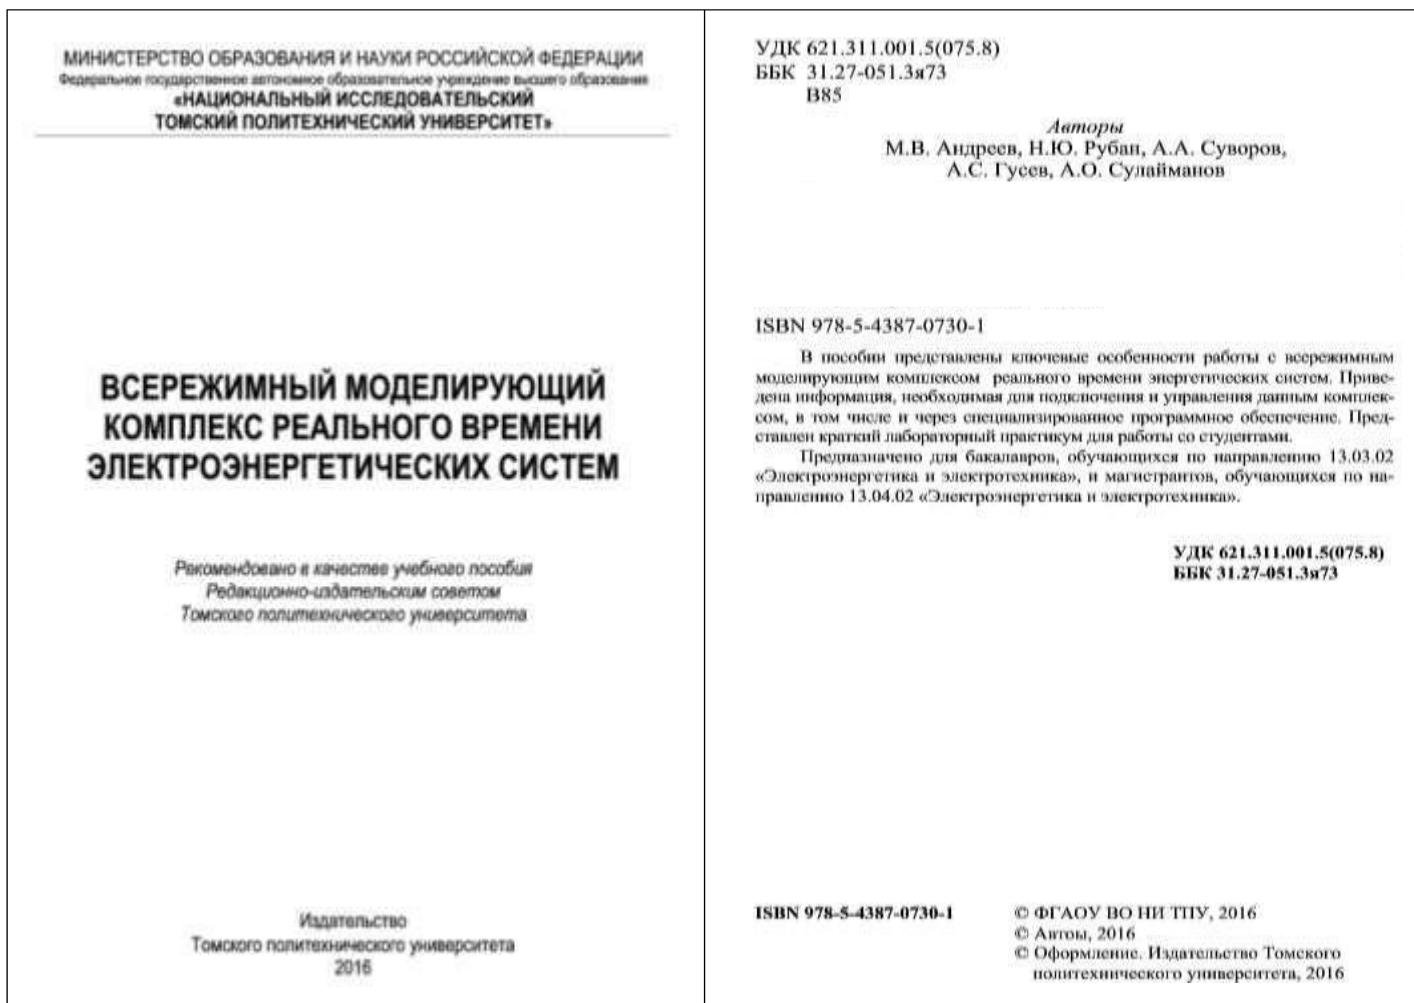 МИНИСТЕРСТВО ОБРАЗОВАНИЯ И НАУКИ РОССИЙСКОЙ ФЕДЕРАЦИИ
Федеральное государственное автономное образовательное учреждение высшего образования
«НАЦИОНАЛЬНЫЙ ИССЛЕДОВАТЕЛЬСКИЙ
ТОМСКИЙ ПОЛИТЕХНИЧЕСКИЙ УНИВЕРСИТЕТ»
ВСЕРЕЖИМНЫЙ МОДЕЛИРУЮЩИЙ
КОМПЛЕКС РЕАЛЬНОГО ВРЕМЕНИ
ЭЛЕКТРОЭНЕРГЕТИЧЕСКИХ СИСТЕМ
Рекомендовано в качестве учебного пособия
Редакционно-издательским советом
Томского политехнического университета
Издательство
Томского политехнического университета
2016
УДК 621.311.001.5(075.8)
ББК 31.27-051.3я73
В85
Авторы
М.В. Андреев, Н.Ю. Рубан, А.А. Суворов,
А.С. Гусев, А.О. Сулайманов
ISBN 978-5-4387-0730-1
В пособии представлены ключевые особенности работы с всережимным
моделирующим комплексом реального времени энергетических систем. Приве-
дена информация, необходимая для подключения и управления данным комплек-
сом, в том числе и через специализированное программное обеспечение. Пред-
ставлен краткий лабораторный практикум для работы со студентами.
Предназначено для бакалавров, обучающихся по направлению 13.03.02
«Электроэнергетика и электротехника», и магистрантов, обучающихся по на-
правлению 13.04.02 «Электроэнергетика и электротехника».
УДК 621.311.001.5(075.8)
ББК 31.27-051.3я73
ISBN 978-5-4387-0730-1
© ФГАОУ ВО НИ ТПУ, 2016
© Автоы, 2016
© Оформление. Издательство Томского
политехнического университета, 2016